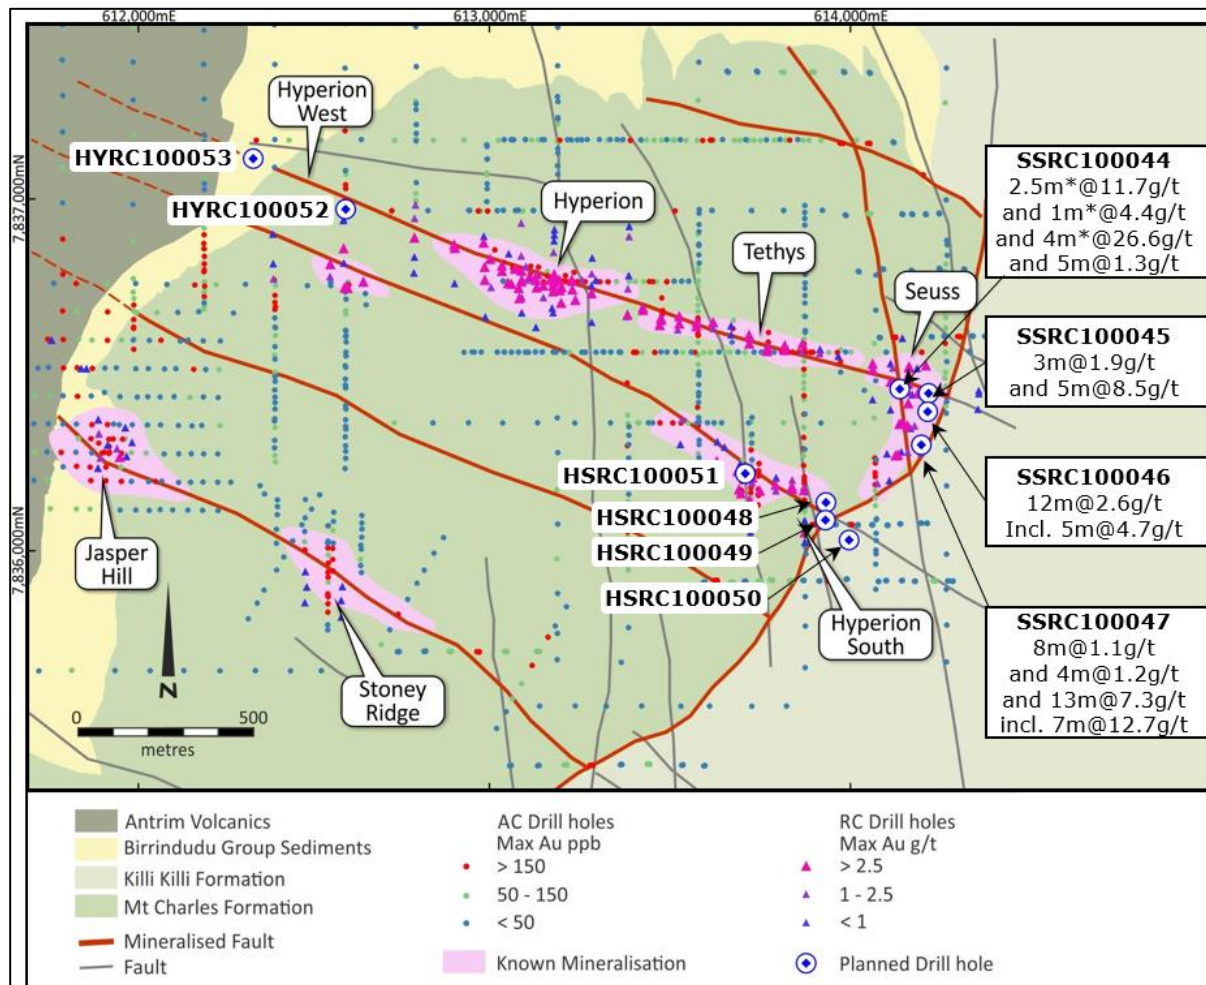 612,000mE
613,000mE
614,000mE
7,837,000mN
7,836,000mN
Hyperion
West
HYRC100053
HYRC100052
Hyperion
Tethys
Seuss
SSRC100044
2.5m*@11.7g/t
and 1m*@4.4g/t
and 4m*@26.6g/t
and 5m@1.3g/t
SSRC100045
3m@1.9g/t
and 5m@8.5g/t
SSRC100046
12m@2.6g/t
Incl. 5m@4.7g/t
SSRC100047
8m@1.1g/t
and 4m@1.2g/t
and 13m@7.3g/t
incl. 7m@12.7g/t
HSRC100051
HSRC100048
HSRC100049
HSRC100050
Hyperion
South
Jasper
Hill
Stoney
Ridge
N
0 500
metres
Antrim Volcanics
Birrindudu Group Sediments
Killi Killi Formation
Mt Charles Formation
Mineralised Fault
Fault
AC Drill holes
Max Au ppb
> 150
50 - 150
< 50
Known Mineralisation
RC Drill holes
Max Au g/t
> 2.5
1 - 2.5
< 1
Planned Drill hole